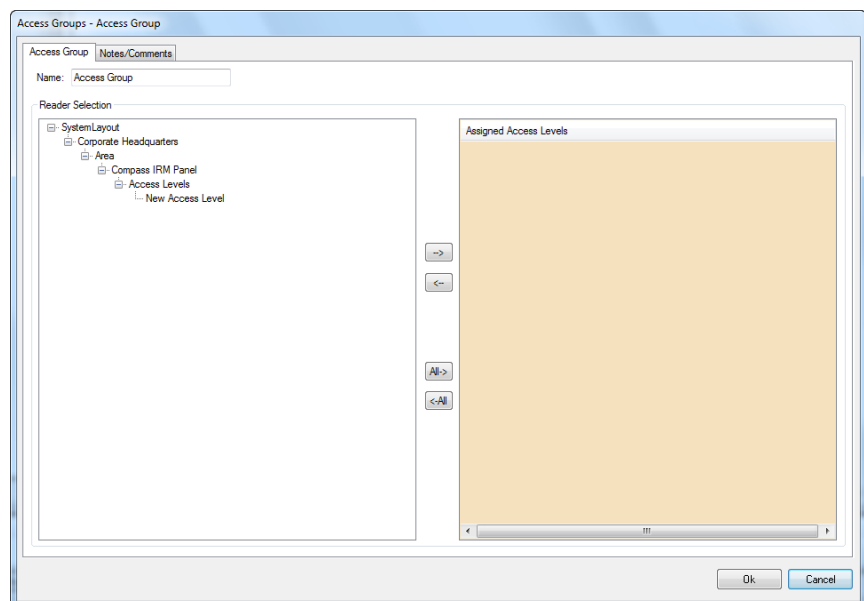 Access Groups - Access Group
Access Group Notes/Comments
Name: Access Group
Reader Selection
SystemLayout
Corporate Headquarters
Area
Compass IRM Panel
Access Levels
New Access Level
Assigned Access Levels
-->
<--
All->
<-All
Ok Cancel